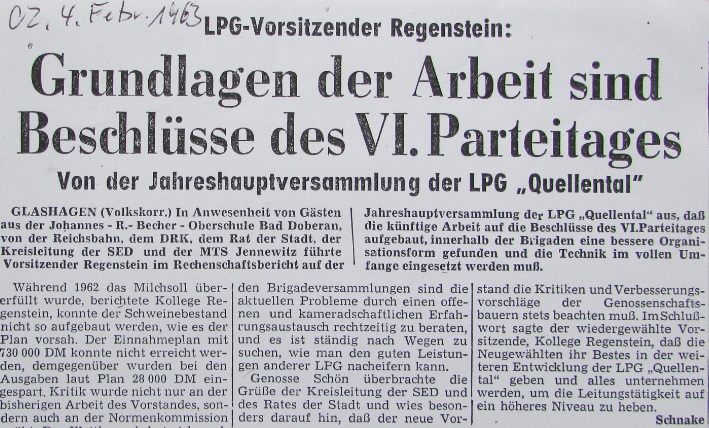 OZ, 4. Febr. 1963
LPG-Vorsitzender Regenstein:
Grundlagen der Arbeit sind
Beschlüsse des VI. Parteitages
Von der Jahreshauptversammlung der LPG „Quellental"
GLASHAGEN (Volkskorr.) In Anwesenheit von Gästen
aus der Johannes - R.- Becher - Oberschule Bad Doberan,
von der Reichsbahn, dem DRK, dem Rat der Stadt, der
Kreisleitung der SED und der MTS Jennewitz führte
Vorsitzender Regenstein im Rechenschaftsbericht auf der
Jahreshauptversammlung der LPG „Quellental" aus, daß
die künftige Arbeit auf die Beschlüsse des VI. Parteitages
aufgebaut, innerhalb der Brigaden eine bessere Organi-
sationsform gefunden und die Technik im vollen Um-
fange eingesetzt werden muß.
Während 1962 das Milchsoll über-
erfüllt wurde, berichtete Kollege Re-
genstein, konnte der Schweinebestand
nicht so aufgebaut werden, wie es der
Plan vorsah. Der Einnahmeplan mit
730 000 DM konnte nicht erreicht wer-
den, demgegenüber wurden bei den
Ausgaben laut Plan 28 000 DM ein-
gespart. Kritik wurde nicht nur an der
bisherigen Arbeit des Vorstandes, son-
dern auch an der Normenkommission
den Brigadeversammlungen sind die
aktuellen Probleme durch einen offe-
nen und kameradschaftlichen Erfah-
rungsaustausch rechtzeitig zu beraten,
und es ist ständig nach Wegen zu
suchen, wie man den guten Leistun-
gen anderer LPG nacheifern kann.
Genosse Schön überbrachte die
Grüße der Kreisleitung der SED und
des Rates der Stadt und wies beson-
ders darauf hin, daß der neue Vor-
stand die Kritiken und Verbesserungs-
vorschläge der Genossenschafts-
bauern stets beachten muß. Im Schluß-
wort sagte der wiedergewählte Vor-
sitzende, Kollege Regenstein, daß die
Neugewählten ihr Bestes in der wei-
teren Entwicklung der LPG „Quellen-
tal" geben und alles unternehmen
werden, um die Leitungstätigkeit auf
ein höheres Niveau zu heben.
Schnake